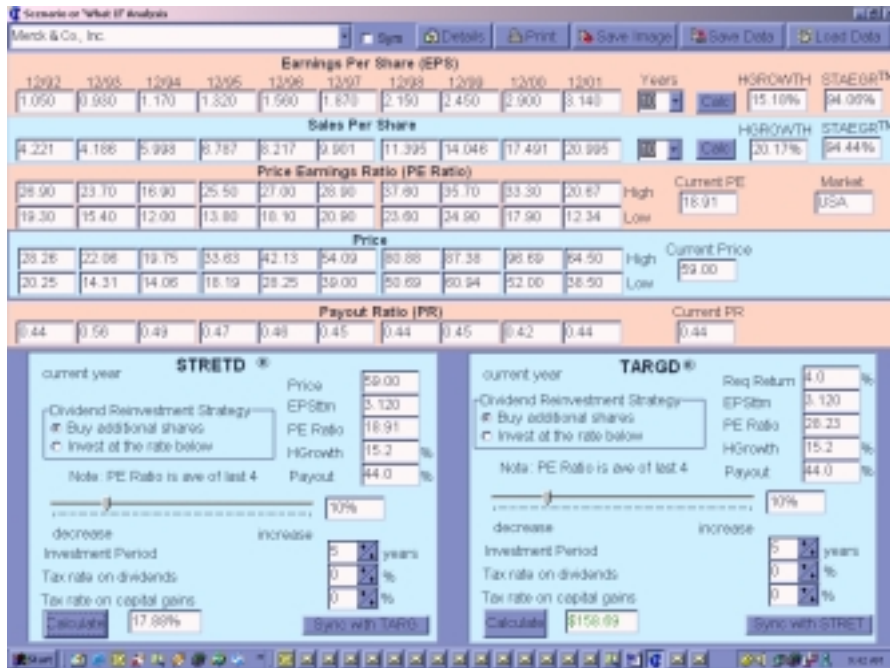 Scenario or "What If" Analysis
Merck & Co., Inc. Sym Details Print Save Image Save Data Load Data
Earnings Per Share (EPS)
12/92 12/93 12/94 12/95 12/96 12/97 12/98 12/99 12/00 12/01 Years HGROWTH STAEGR™
1.050 0.930 1.170 1.320 1.560 1.870 2.150 2.450 2.900 3.140 10 Calc 15.18% 94.06%
Sales Per Share
HGROWTH STAEGR™
4.221 4.186 5.998 6.787 8.217 9.901 11.395 14.046 17.491 20.995 10 Calc 20.17% 94.44%
Price Earnings Ratio (PE Ratio)
Current PE Market
26.90 23.70 16.90 25.50 27.00 28.90 37.60 35.70 33.30 20.67 High 18.91 USA
19.30 15.40 12.00 13.80 18.10 20.90 23.60 24.90 17.90 12.34 Low
Price
28.26 22.06 19.75 33.63 42.13 54.09 80.88 87.38 96.69 64.50 High Current Price
20.25 14.31 14.06 18.19 28.25 39.00 50.69 60.94 52.00 38.50 Low 59.00
Payout Ratio (PR) Current PR
0.44 0.56 0.49 0.47 0.46 0.45 0.44 0.45 0.42 0.44 0.44
STRETD ®
current year
Price 59.00
Dividend Reinvestment Strategy
EPSttm 3.120
Buy additional shares
PE Ratio 18.91
Invest at the rate below
HGrowth 15.2 %
Note: PE Ratio is ave of last 4
Payout 44.0 %
10%
decrease increase
Investment Period 5 years
Tax rate on dividends 0 %
Tax rate on capital gains 0 %
Calculate 17.88% Sync with TARG
TARGD ®
current year
Req Return 4.0 %
Dividend Reinvestment Strategy
EPSttm 3.120
Buy additional shares
PE Ratio 28.23
Invest at the rate below
HGrowth 15.2 %
Note: PE Ratio is ave of last 4
Payout 44.0 %
10%
decrease increase
Investment Period 5 years
Tax rate on dividends 0 %
Tax rate on capital gains 0 %
Calculate $158.69 Sync with STRET
Start 9:42 AM